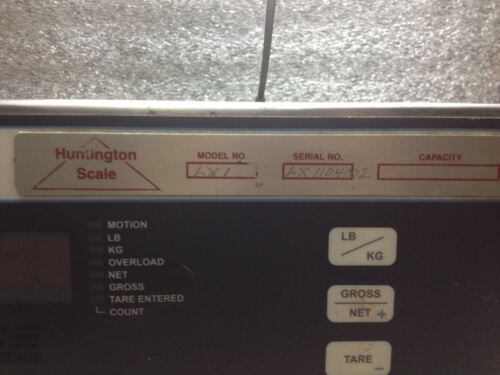 Huntington
Scale
MODEL NO.
LX1
SERIAL NO.
CAPACITY
MOTION
LB
KG
OVERLOAD
NET
GROSS
TARE ENTERED
COUNT
LB
KG
GROSS
NET +
TARE –